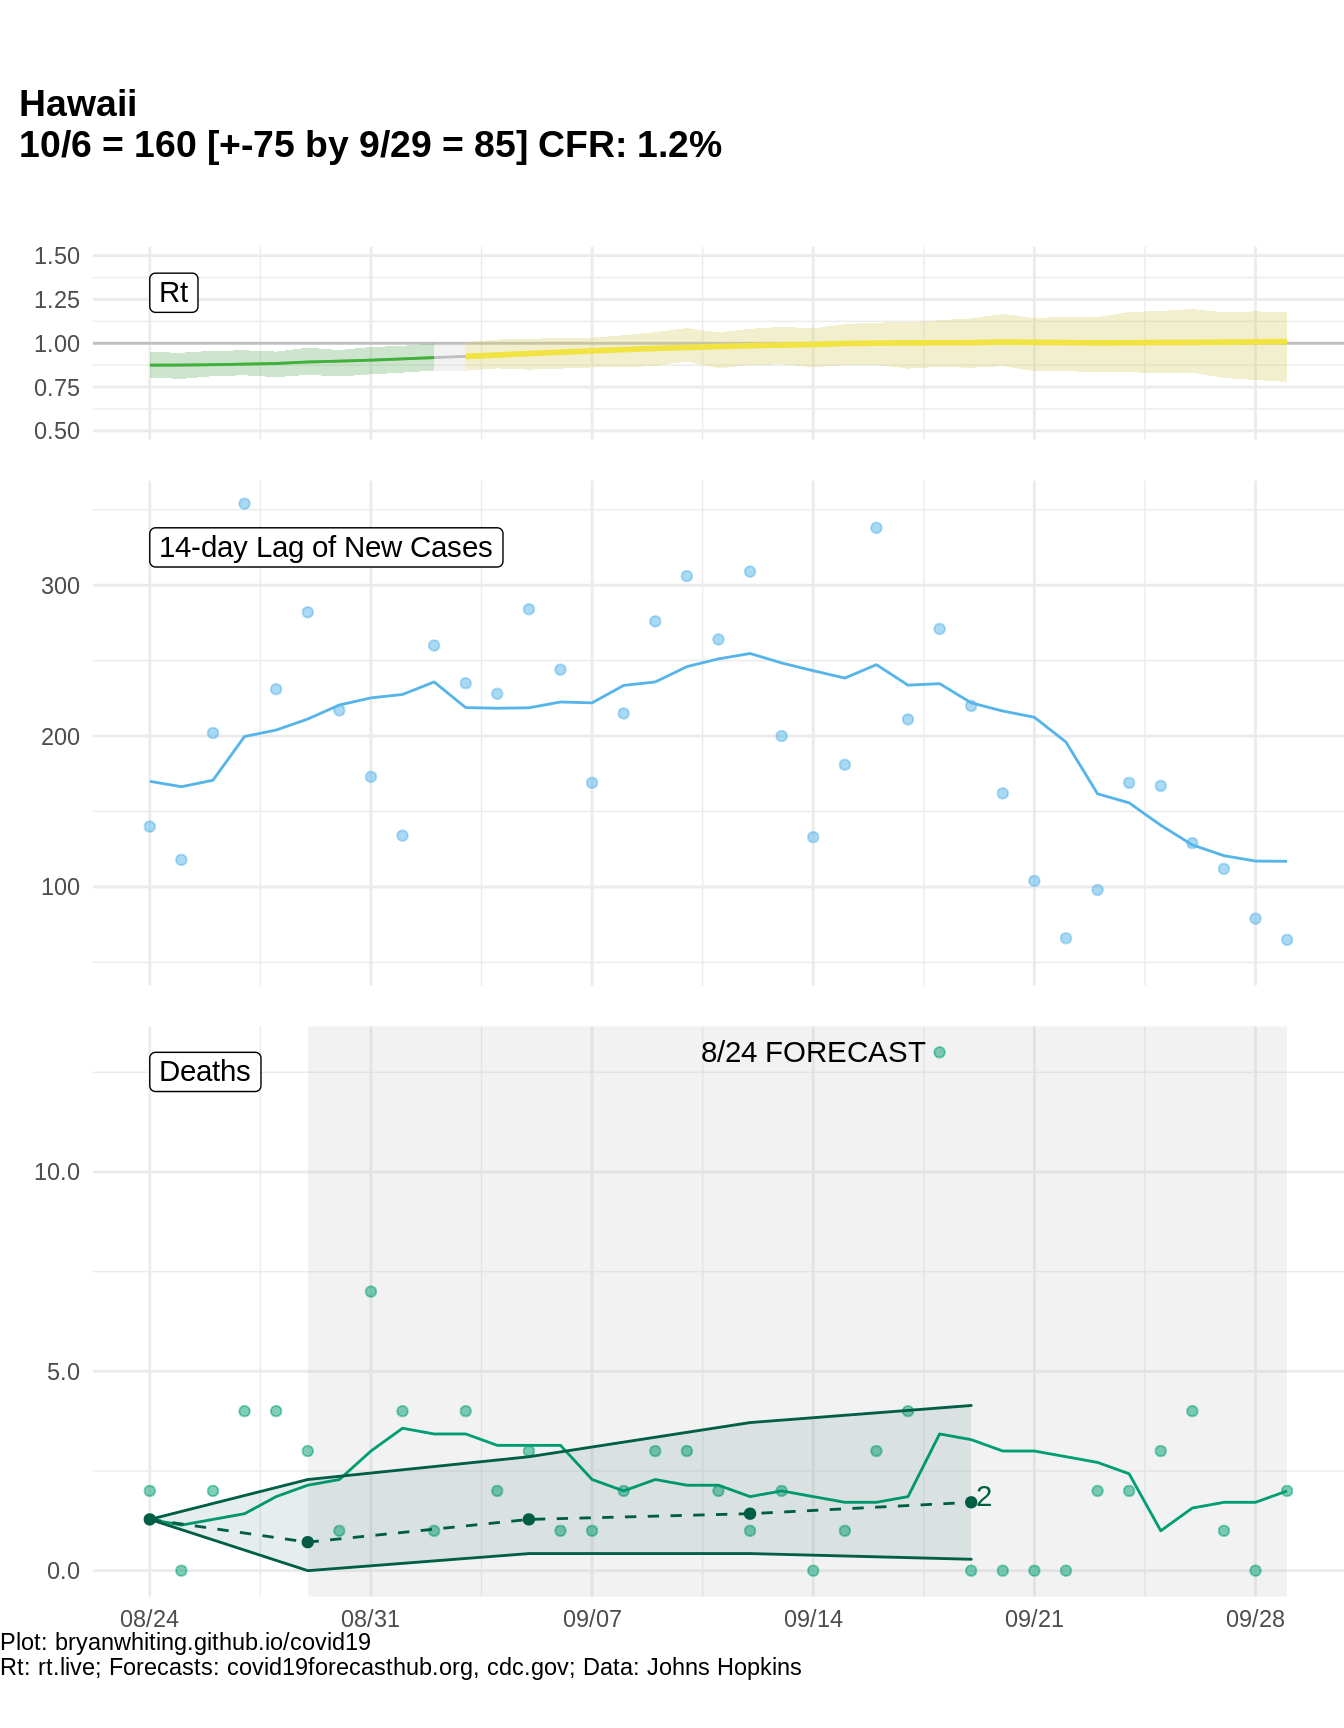 Hawaii
10/6 = 160 [+-75 by 9/29 = 85] CFR: 1.2%
1.50
Rt
1.25
1.00
0.75
0.50
14-day Lag of New Cases
300
200
100
8/24 FORECAST
Deaths
10.0
5.0
2
0.0
08/24 08/31 09/07 09/14 09/21 09/28
Plot: bryanwhiting.github.io/covid19
Rt: rt.live; Forecasts: covid19forecasthub.org, cdc.gov; Data: Johns Hopkins